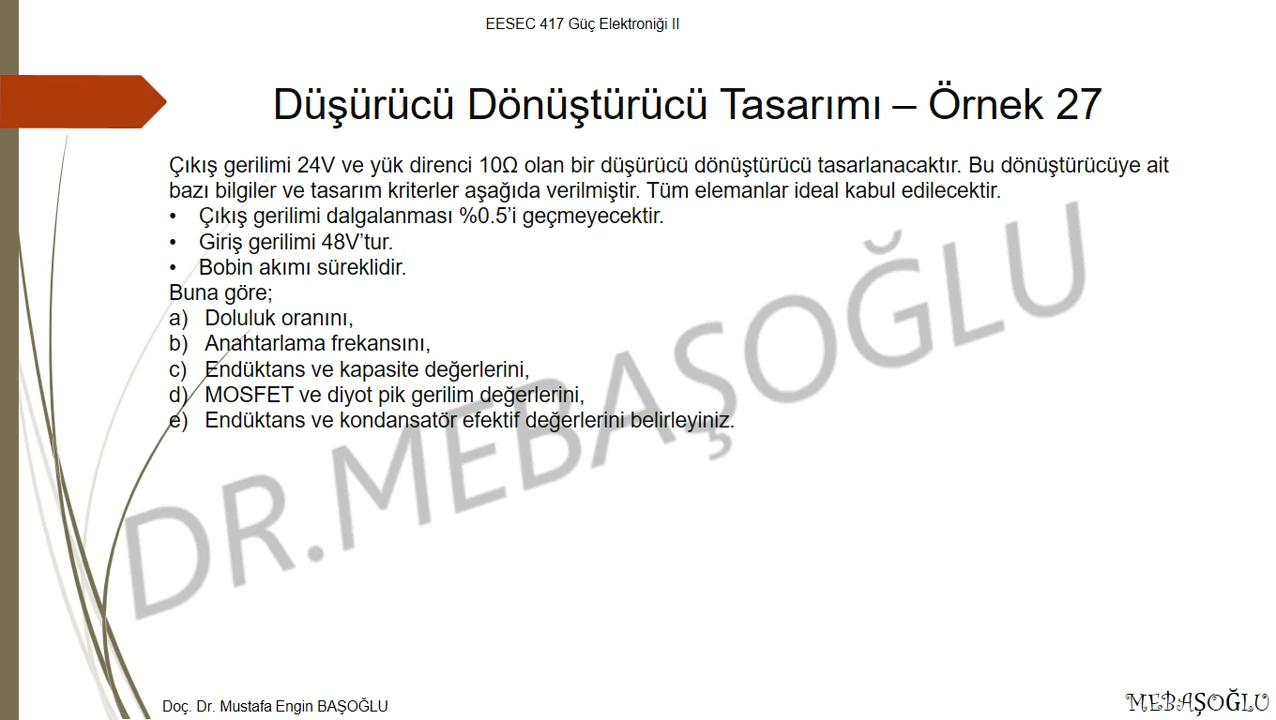 EESEC 417 Güç Elektroniği II
Düşürücü Dönüştürücü Tasarımı – Örnek 27
Çıkış gerilimi 24V ve yük direnci 10Ω olan bir düşürücü dönüştürücü tasarlanacaktır. Bu dönüştürücüye ait
bazı bilgiler ve tasarım kriterler aşağıda verilmiştir. Tüm elemanlar ideal kabul edilecektir.
• Çıkış gerilimi dalgalanması %0.5’i geçmeyecektir.
• Giriş gerilimi 48V’tur.
• Bobin akımı süreklidir.
Buna göre;
a) Doluluk oranını,
b) Anahtarlama frekansını,
c) Endüktans ve kapasite değerlerini,
d) MOSFET ve diyot pik gerilim değerlerini,
e) Endüktans ve kondansatör efektif değerlerini belirleyiniz.
DR.MEBAŞOĞLU
Doç. Dr. Mustafa Engin BAŞOĞLU
MEBAŞOĞLU